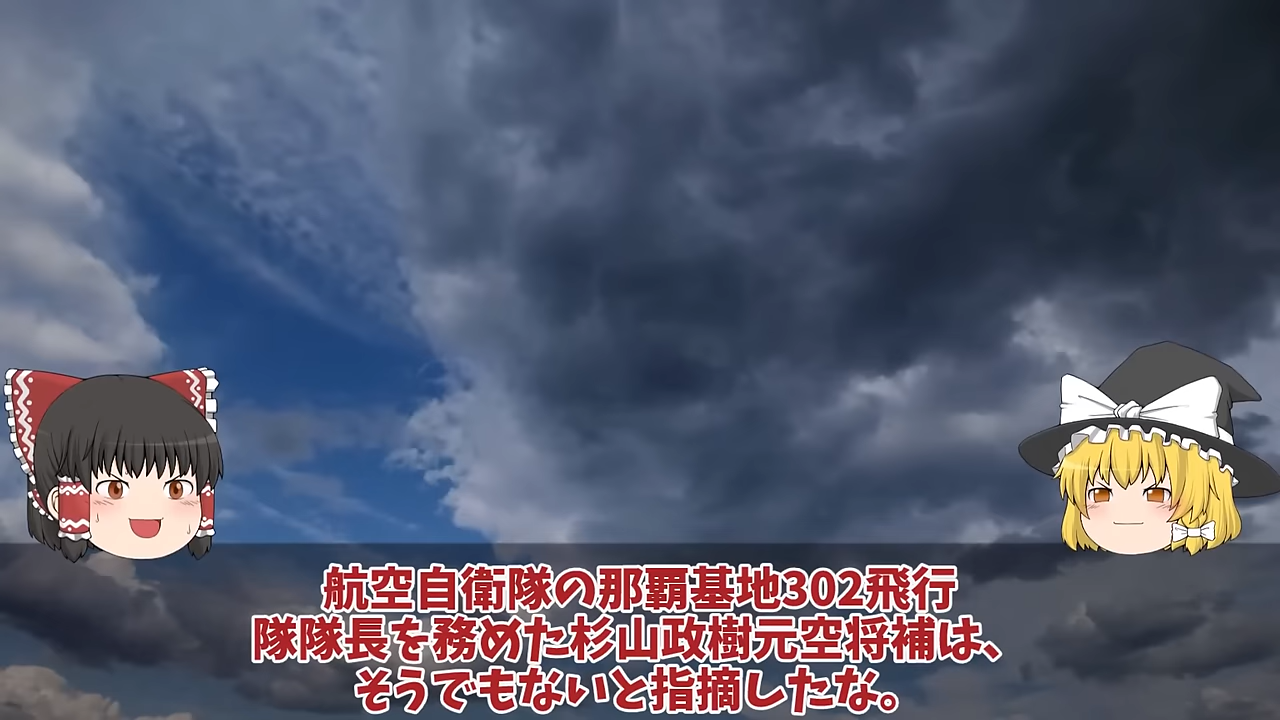 航空自衛隊の那覇基地302飛行
隊隊長を務めた杉山政樹元空将補は、
そうでもないと指摘したな。